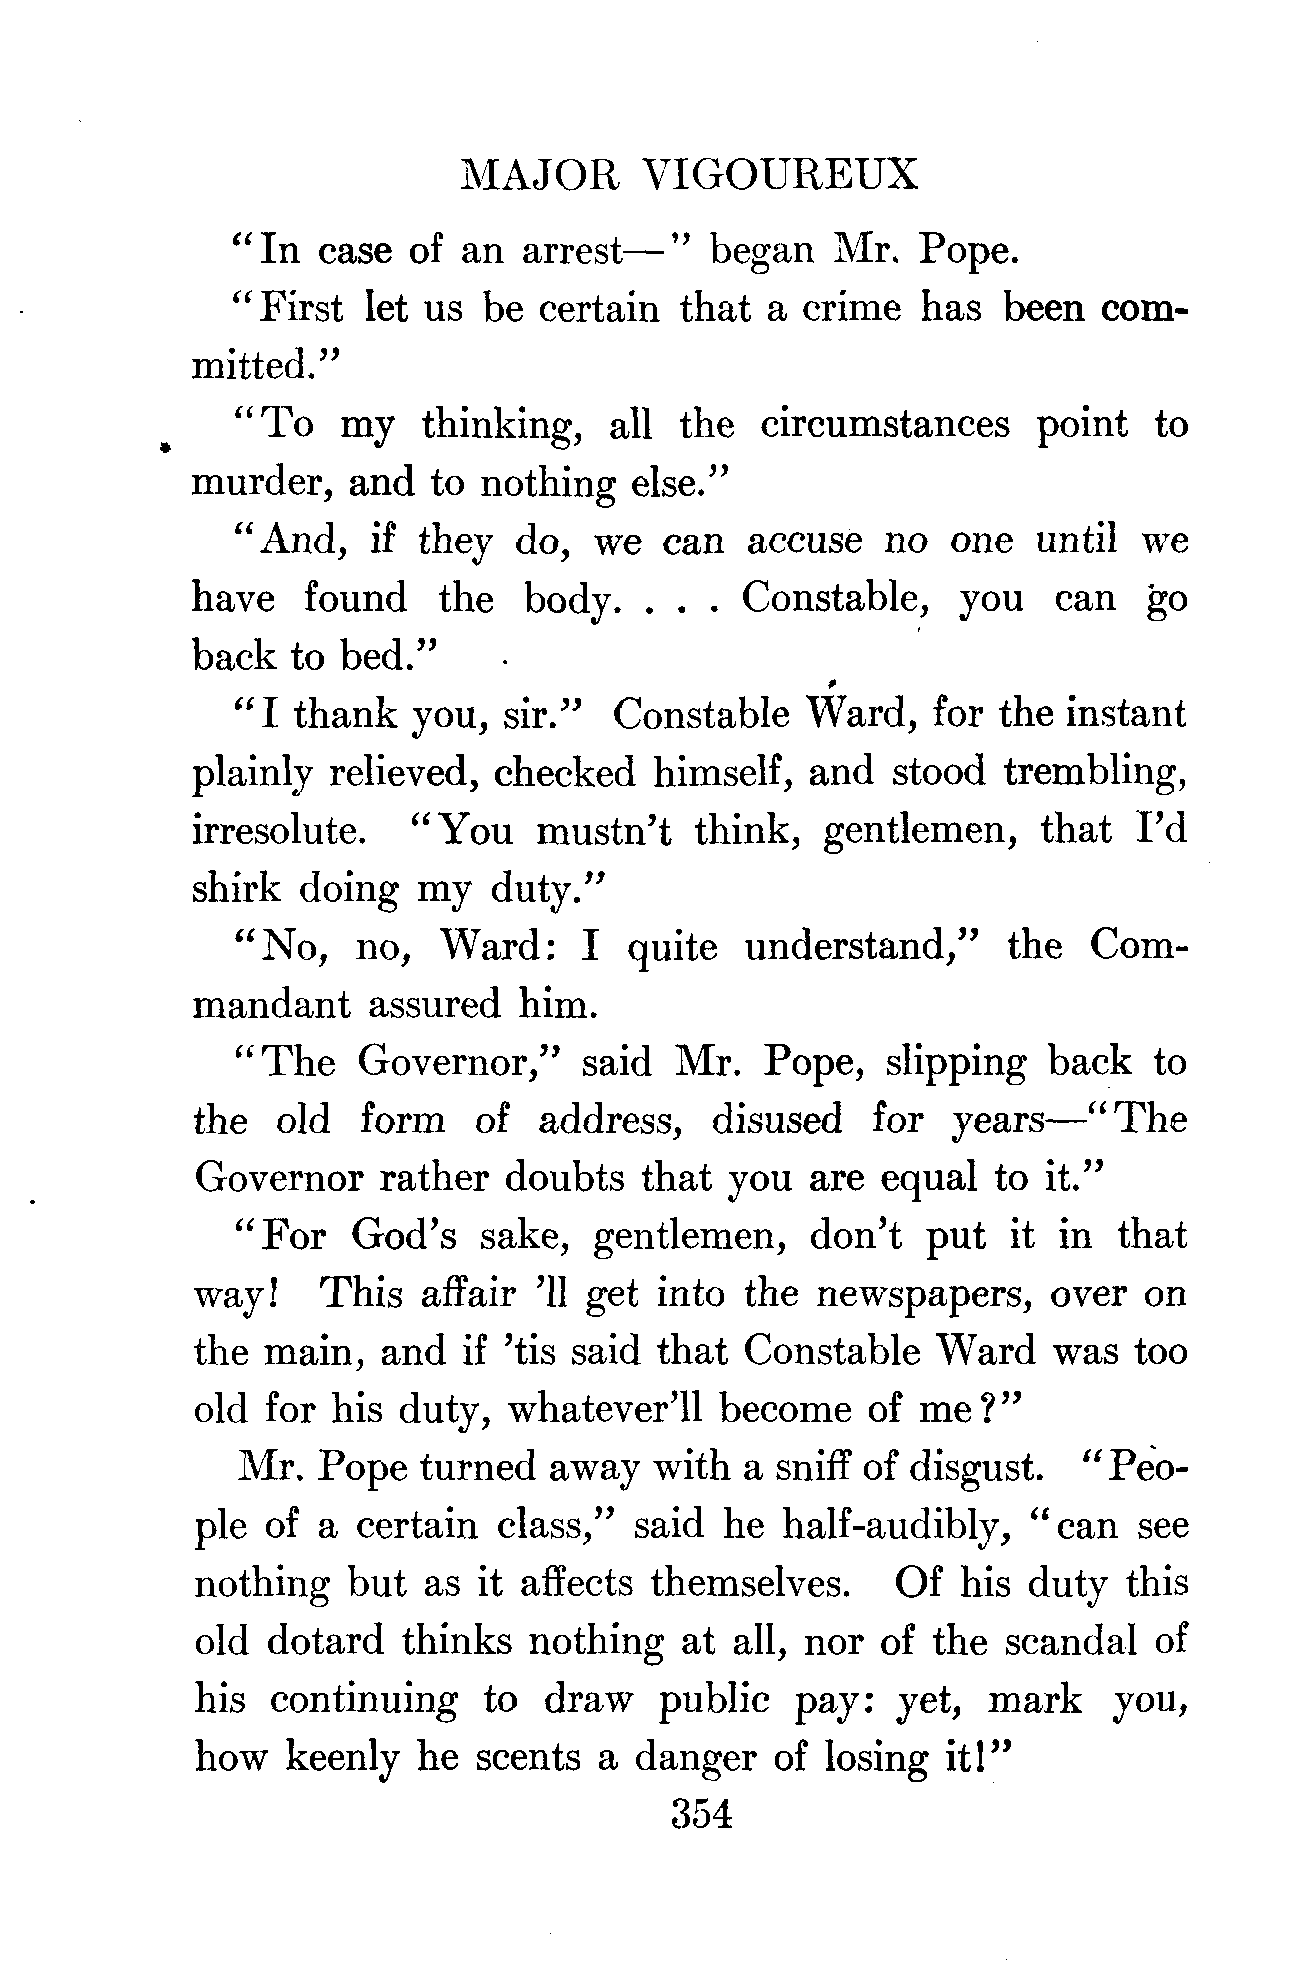 MAJOR VIGOUREUX
"In case of an arrest—" began Mr. Pope.
"First let us be certain that a crime has been com-
mitted."
"To my thinking, all the circumstances point to
murder, and to nothing else."
"And, if they do, we can accuse no one until we
have found the body. . . . Constable, you can go
back to bed."
"I thank you, sir." Constable Ward, for the instant
plainly relieved, checked himself, and stood trembling,
irresolute. "You mustn't think, gentlemen, that I'd
shirk doing my duty."
"No, no, Ward: I quite understand," the Com-
mandant assured him.
"The Governor," said Mr. Pope, slipping back to
the old form of address, disused for years—"The
Governor rather doubts that you are equal to it."
"For God's sake, gentlemen, don't put it in that
way! This affair 'll get into the newspapers, over on
the main, and if 'tis said that Constable Ward was too
old for his duty, whatever'll become of me?"
Mr. Pope turned away with a sniff of disgust. "Peo-
ple of a certain class," said he half-audibly, "can see
nothing but as it affects themselves. Of his duty this
old dotard thinks nothing at all, nor of the scandal of
his continuing to draw public pay: yet, mark you,
how keenly he scents a danger of losing it!"
354